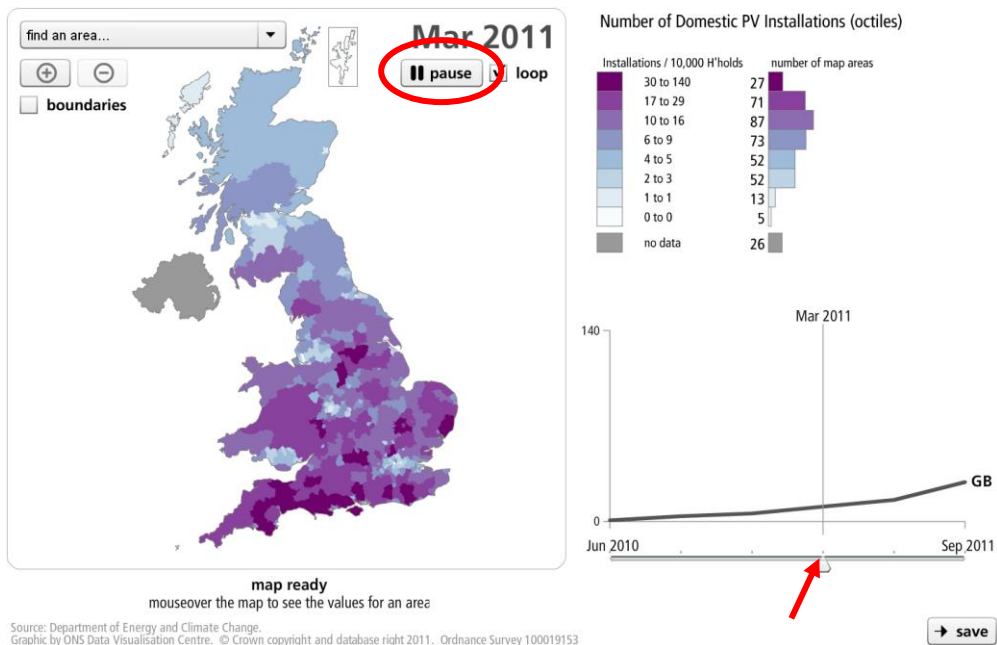 find an area...
Mar 2011
pause
loop
boundaries
map ready
mouseover the map to see the values for an area
Number of Domestic PV Installations (octiles)
Installations / 10,000 H'holds number of map areas
30 to 140 27
17 to 29 71
10 to 16 87
6 to 9 73
4 to 5 52
2 to 3 52
1 to 1 13
0 to 0 5
no data 26
Mar 2011
140
GB
0
Jun 2010 Sep 2011
Source: Department of Energy and Climate Change.
Graphic by ONS Data Visualisation Centre. © Crown copyright and database right 2011. Ordnance Survey 100019153
save